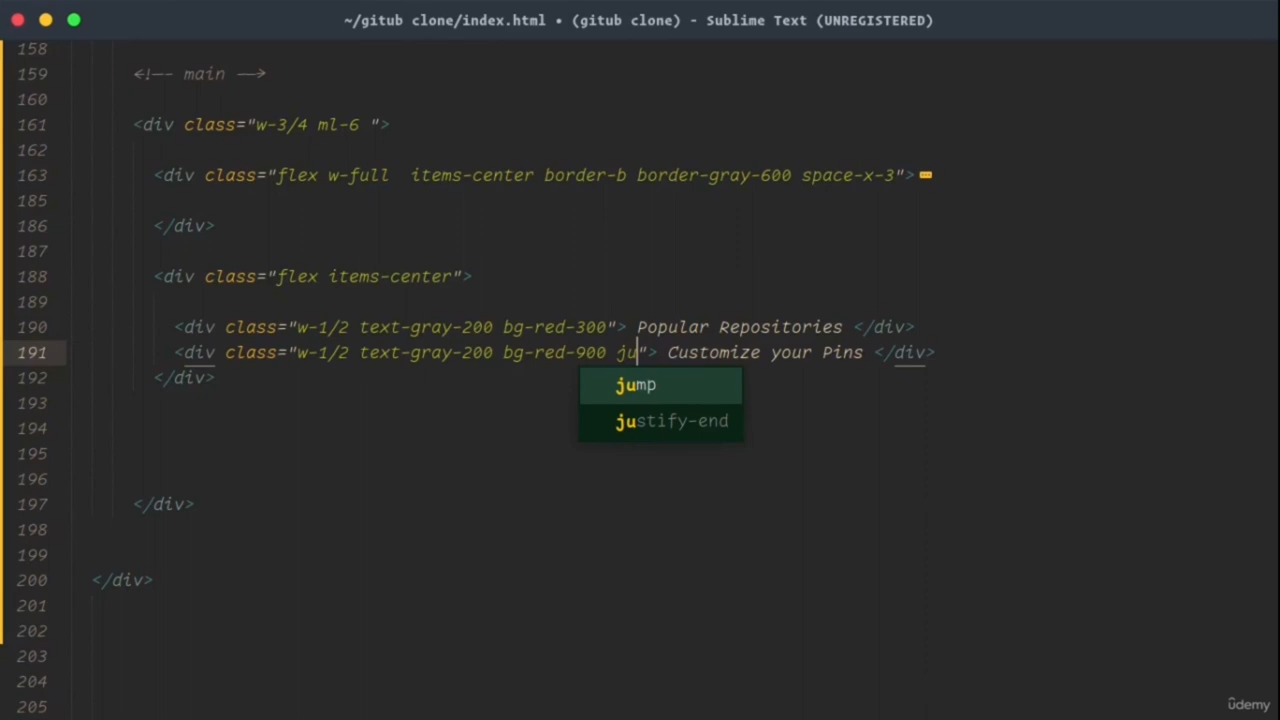 ~/gitub clone/index.html • (gitub clone) - Sublime Text (UNREGISTERED)
158
159 <!-- main -->
160
161 <div class="w-3/4 ml-6 ">
162
163 <div class="flex w-full  items-center border-b border-gray-600 space-x-3">
185
186 </div>
187
188 <div class="flex items-center">
189
190 <div class="w-1/2 text-gray-200 bg-red-300"> Popular Repositories </div>
191 <div class="w-1/2 text-gray-200 bg-red-900 ju"> Customize your Pins </div>
192 </div>
jump
193
justify-end
194
195
196
197 </div>
198
199
200 </div>
201
202
203
204
205
ûdemy